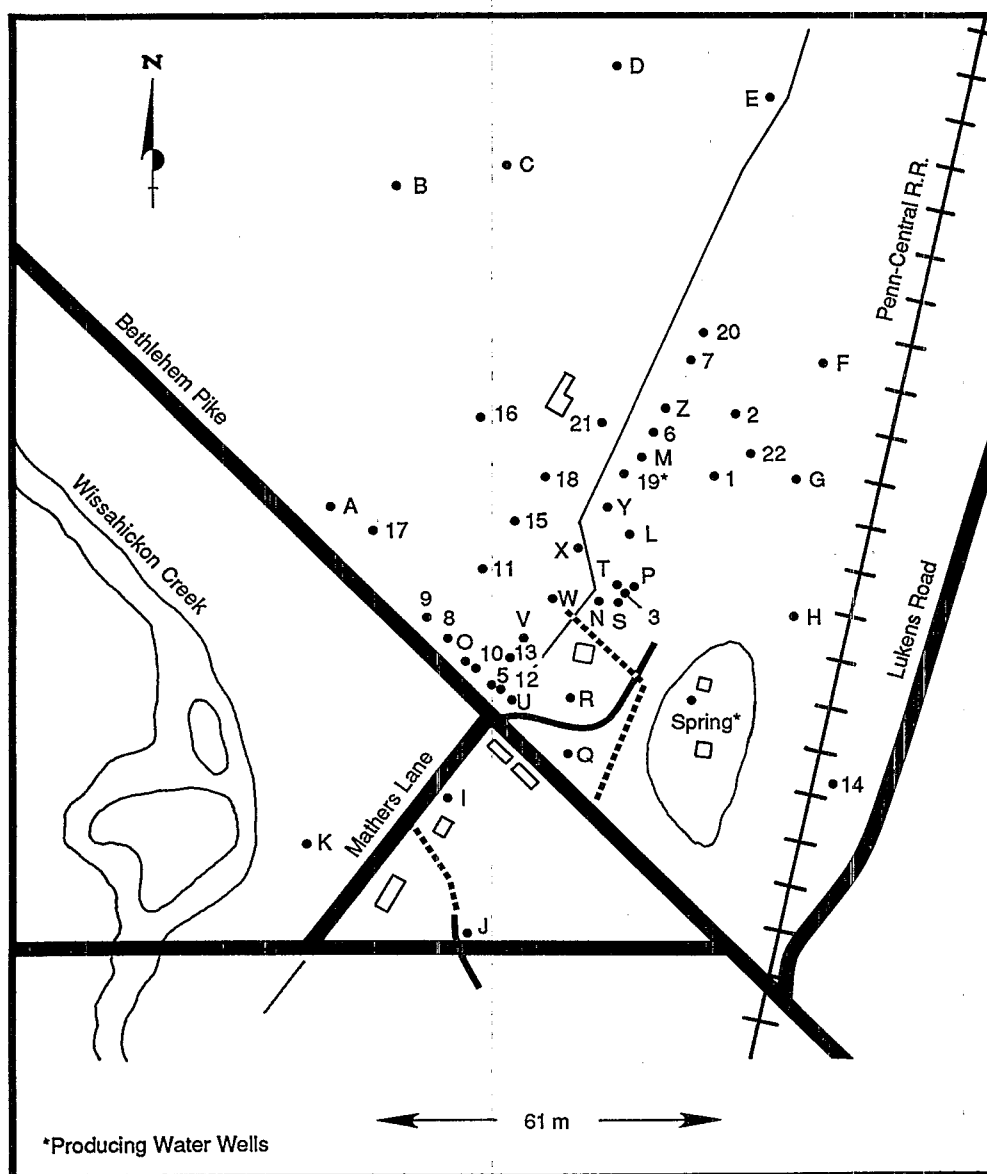 N
D
E
C
B
Penn-Central R.R.
Bethlehem Pike
20
7
F
Z
2
16
21
6
22
M
18
19*
1
G
Wissahickon Creek
A
Y
15
17
L
X
11
T
P
W
N
S
3
9
8
V
H
O
10
13
Lukens Road
5
12
U
R
Spring*
Q
14
I
Mathers Lane
K
J
61 m
*Producing Water Wells